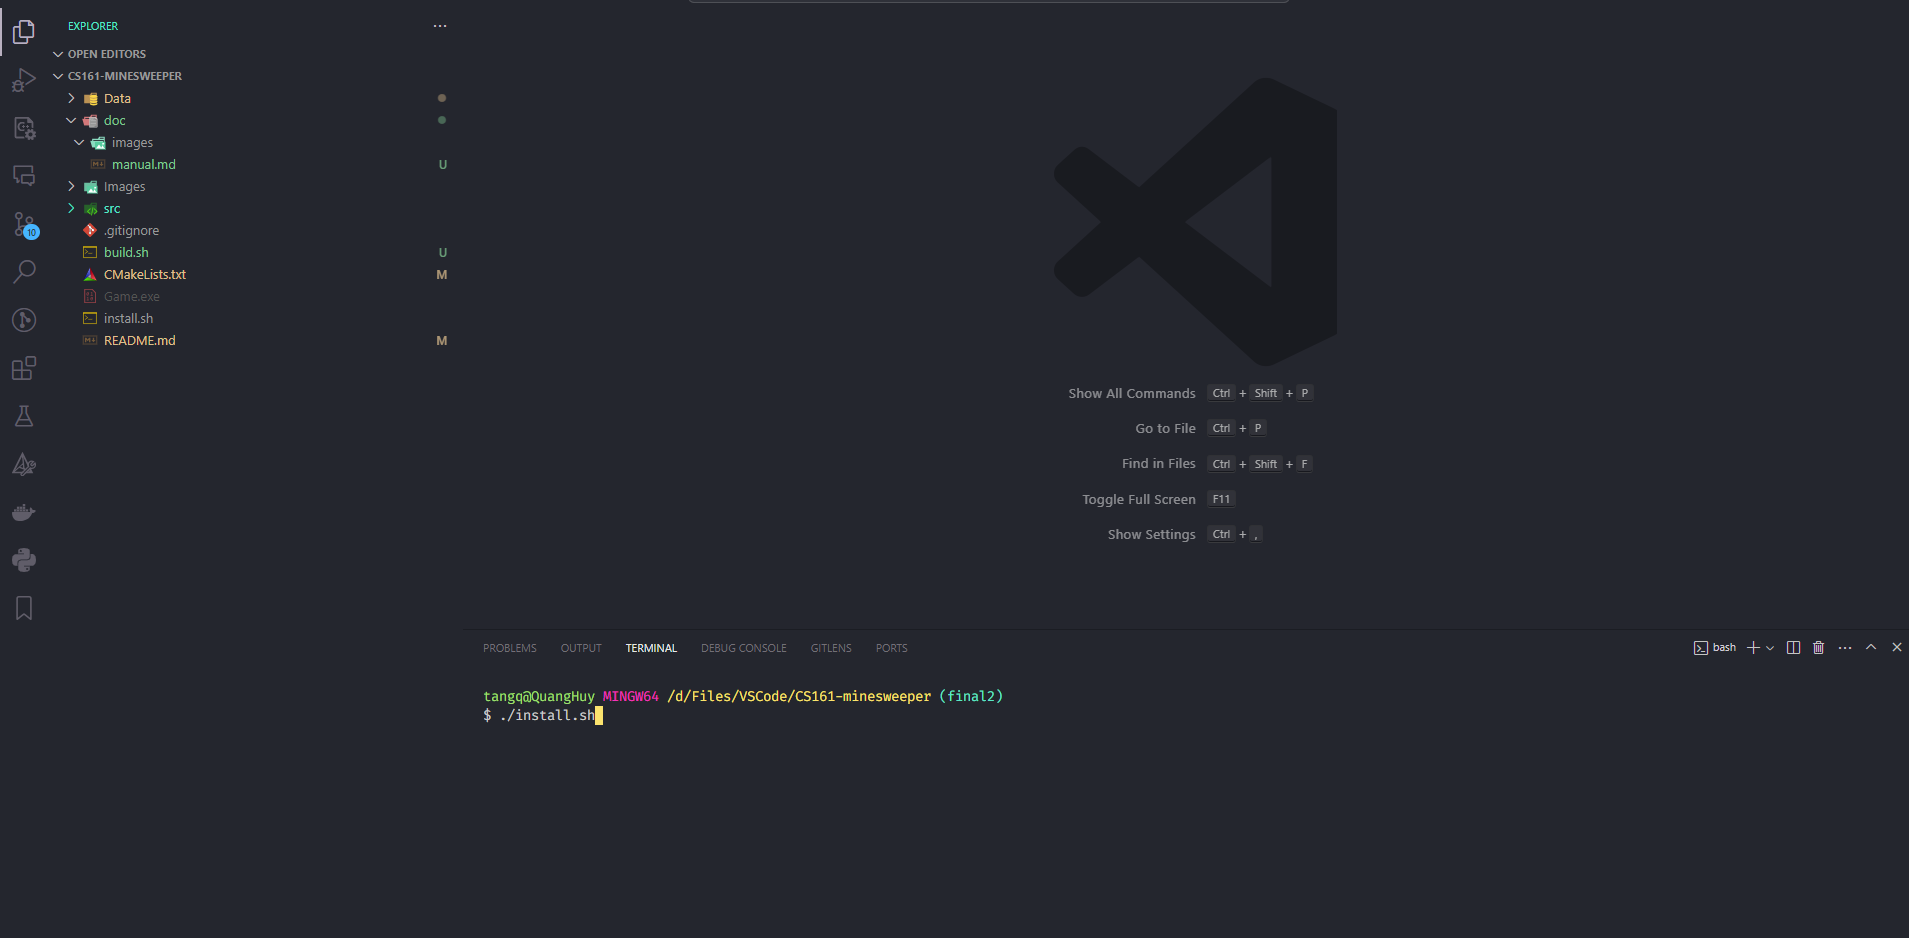 EXPLORER
OPEN EDITORS
CS161-MINESWEEPER
Data
doc
images
manual.md U
Images
src
.gitignore
10
build.sh U
CMakeLists.txt M
Game.exe
install.sh
README.md M
Show All Commands Ctrl + Shift + P
Go to File Ctrl + P
Find in Files Ctrl + Shift + F
Toggle Full Screen F11
Show Settings Ctrl + ,
PROBLEMS OUTPUT TERMINAL DEBUG CONSOLE GITLENS PORTS bash
tangq@QuangHuy MINGW64 /d/Files/VSCode/CS161-minesweeper (final2)
$ ./install.sh